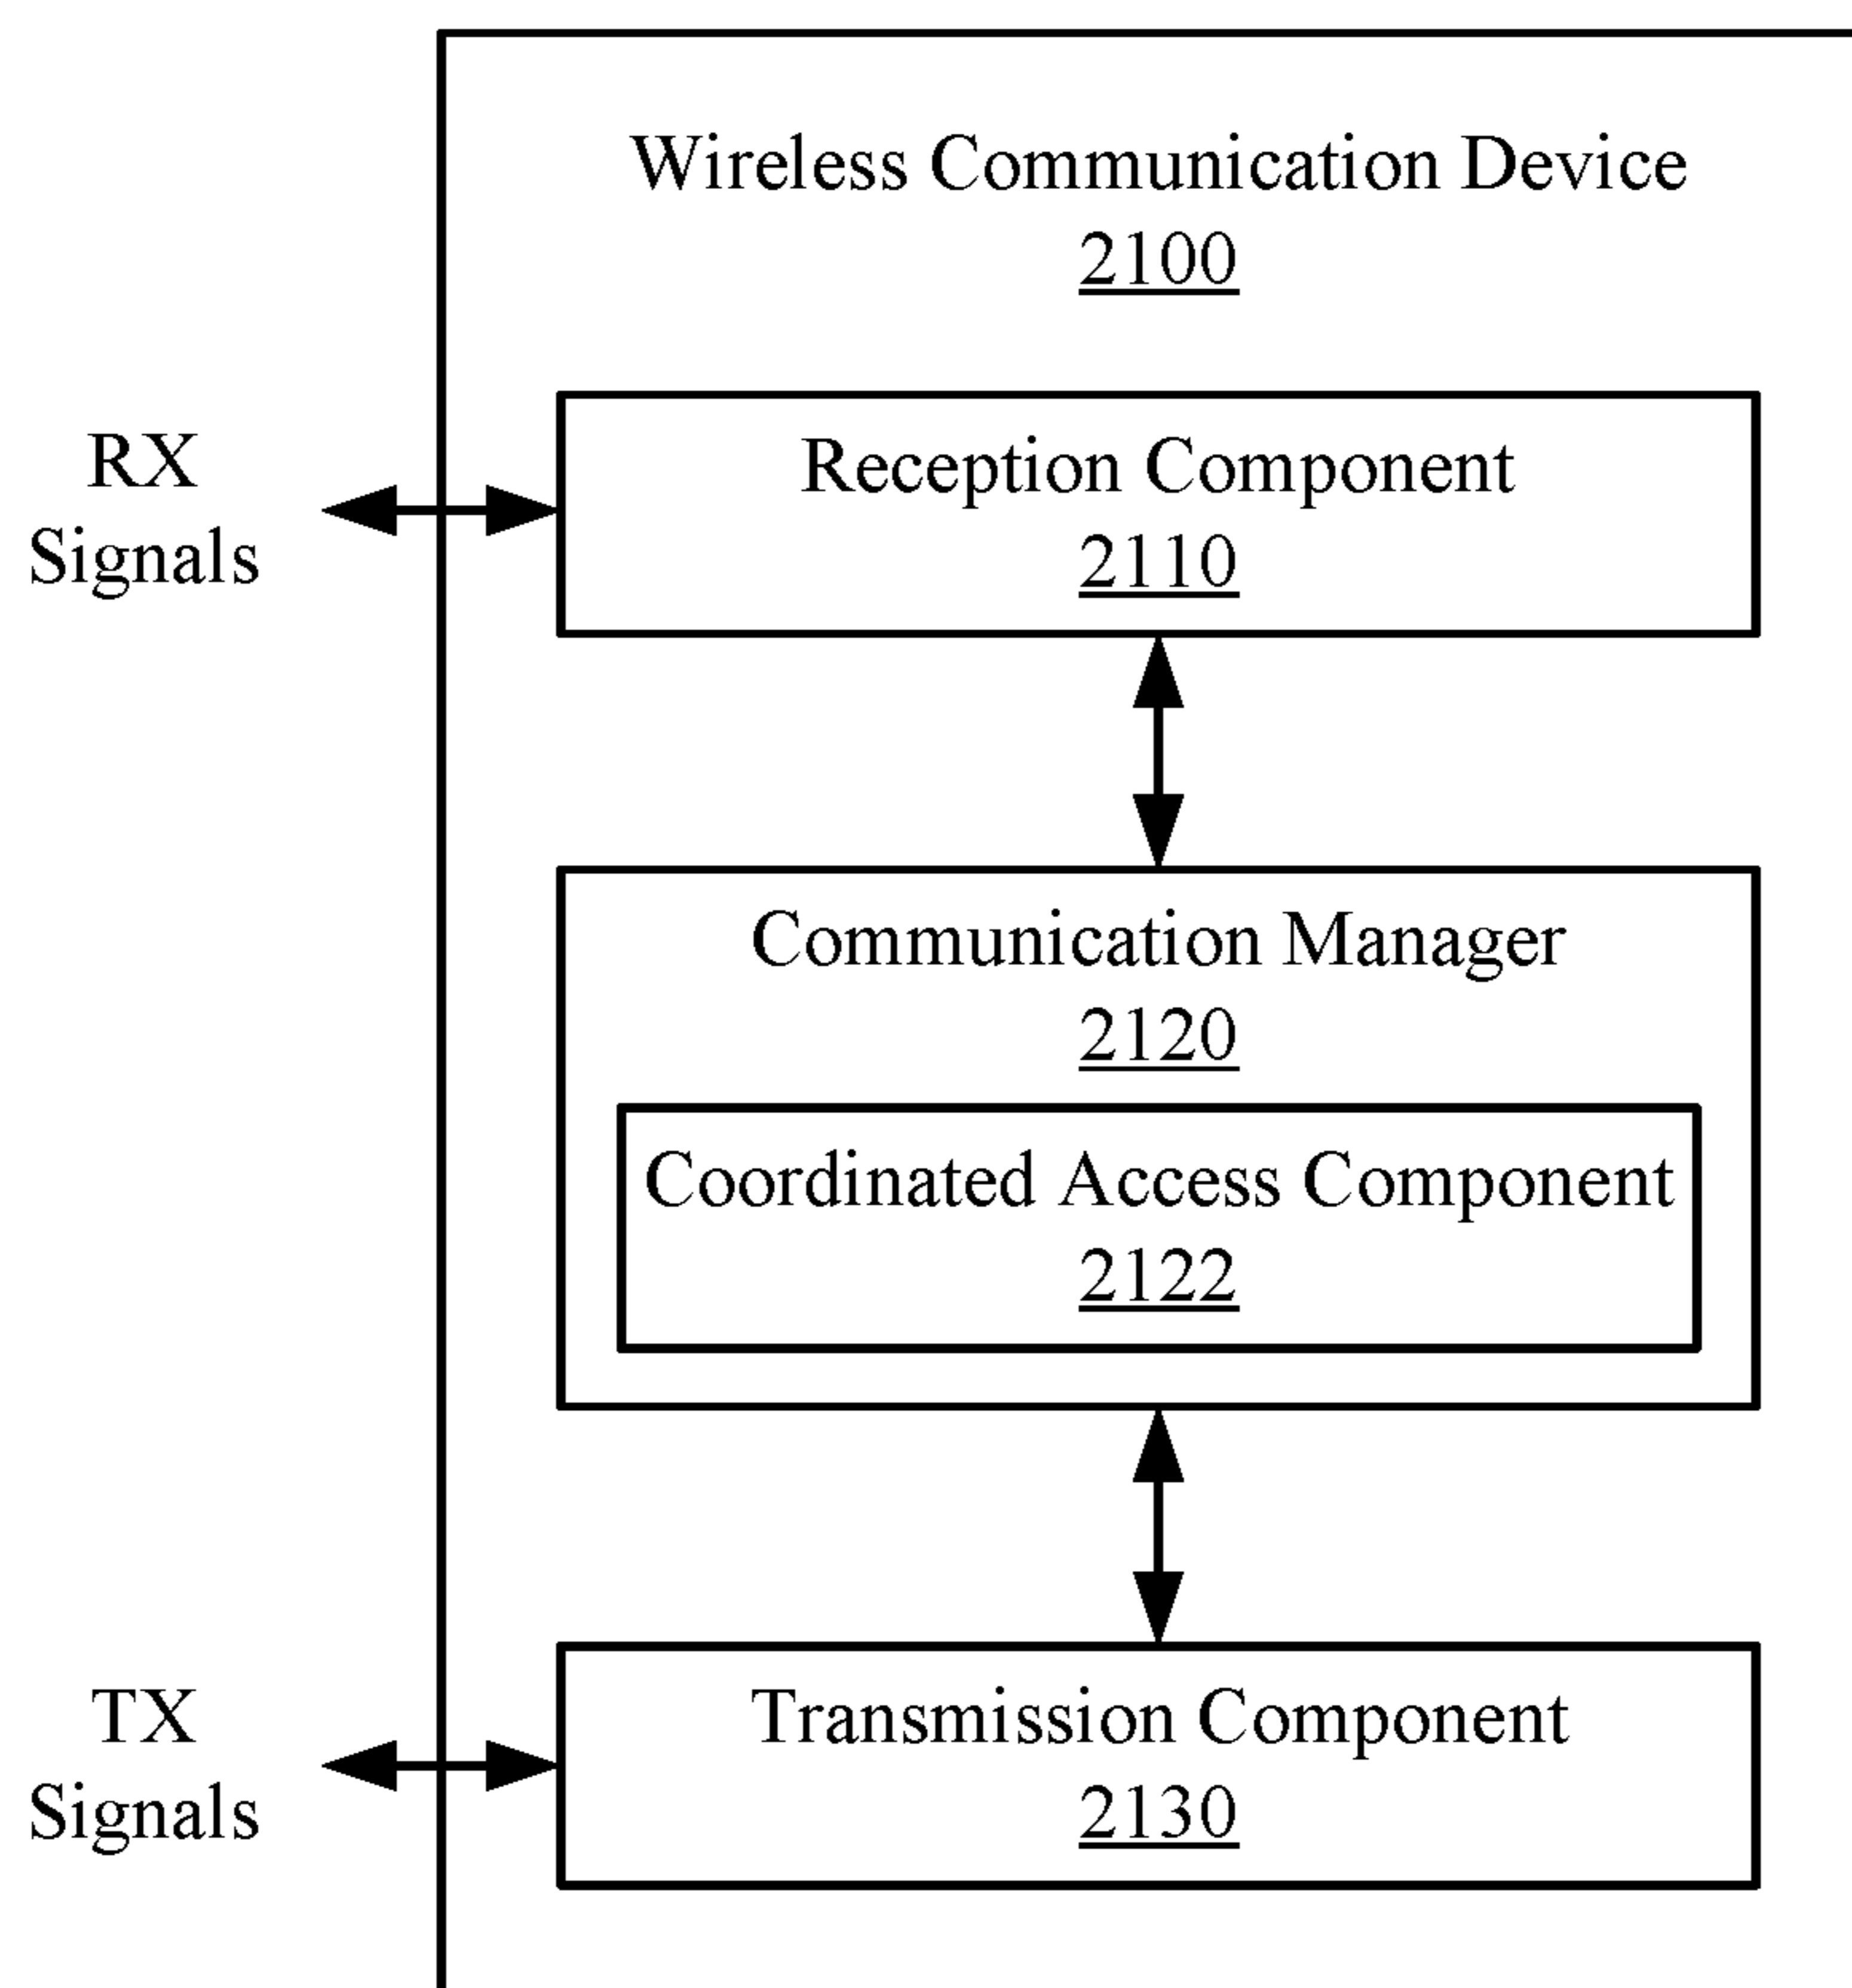 Wireless Communication Device
2100
RX
Signals
Reception Component
2110
Communication Manager
2120
Coordinated Access Component
2122
TX
Signals
Transmission Component
2130